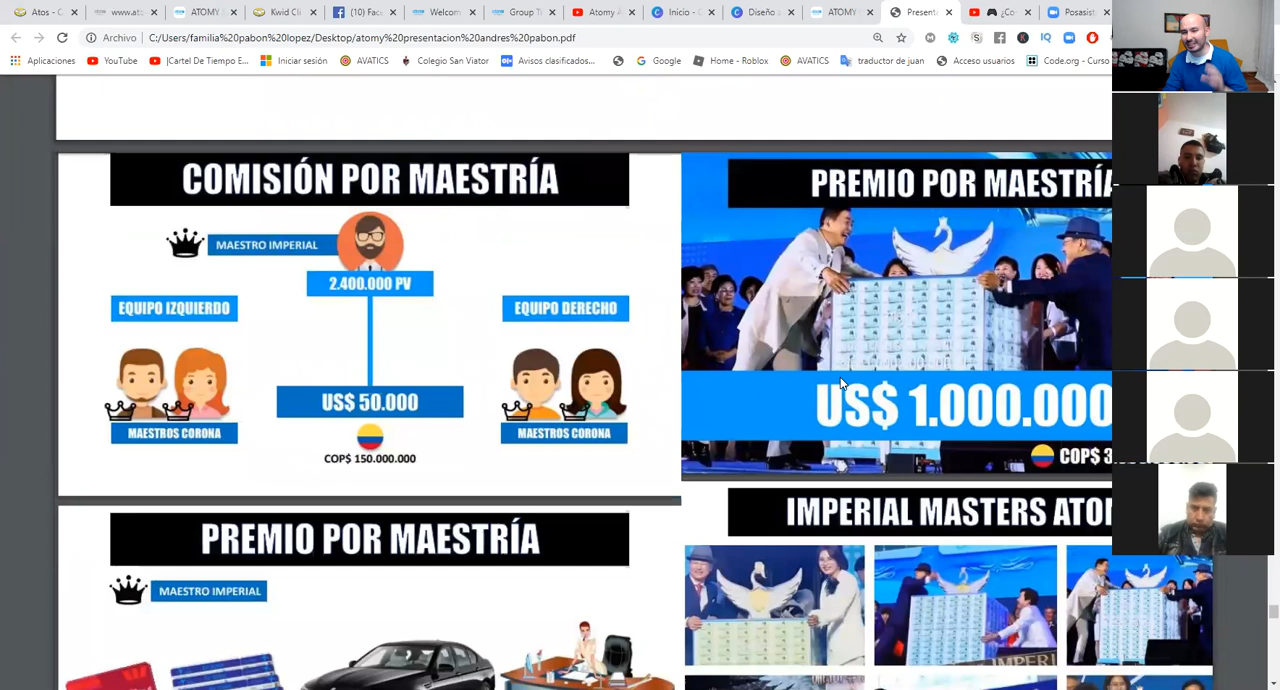 Atos - C
www.ato
ATOMY
Kwid Cli
(10) Fac
Welcom
Group T
Atomy
Inicio - C
Diseño a
ATOMY
Present
¿Co
Posasist
Archivo
C:/Users/familia%20pabon%20lopez/Desktop/atomy%20presentacion%20andres%20pabon.pdf
IQ
Aplicaciones
YouTube
|Cartel De Tiempo E...
Iniciar sesión
AVATICS
Colegio San Viator
Avisos clasificados...
Google
Home - Roblox
AVATICS
traductor de juan
Acceso usuarios
Code.org - Curso
COMISIÓN POR MAESTRÍA
MAESTRO IMPERIAL
2.400.000 PV
EQUIPO IZQUIERDO
EQUIPO DERECHO
US$ 50.000
MAESTROS CORONA
MAESTROS CORONA
COP$ 150.000.000
PREMIO POR MAESTRÍA
US$ 1.000.000
COP$ 3
PREMIO POR MAESTRÍA
MAESTRO IMPERIAL
IMPERIAL MASTERS ATO